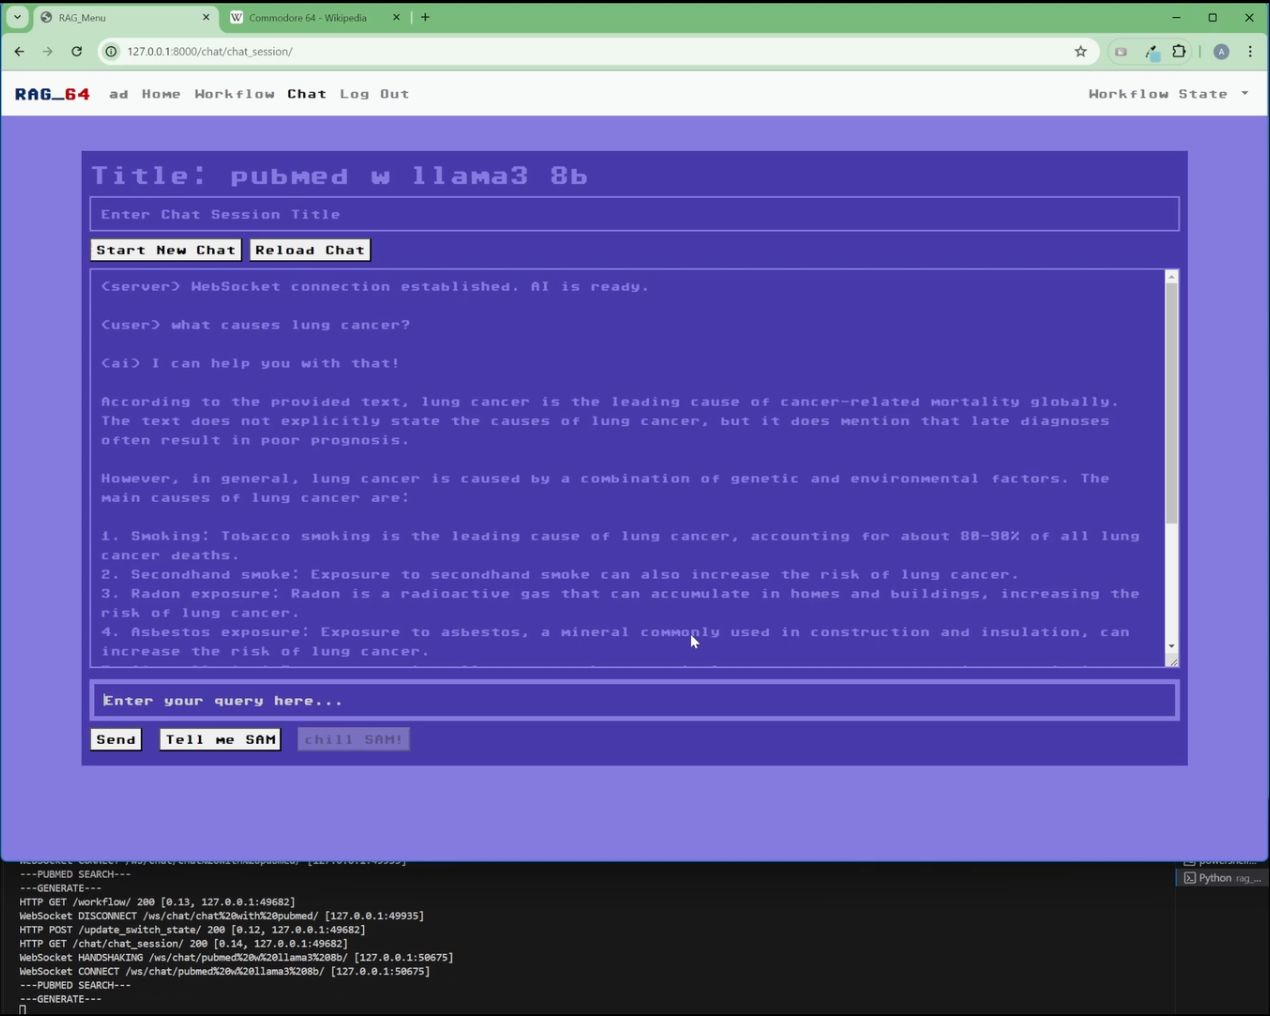 RAG_Menu
Commodore 64 - Wikipedia
127.0.0.1:8000/chat/chat_session/
A
RAG_64 ad Home Workflow Chat Log Out
Workflow State
Title: pubmed w llama3 8b
Enter Chat Session Title
Start New Chat
Reload Chat
(server) WebSocket connection established. AI is ready.
(user) what causes lung cancer?
(ai) I can help you with that!
According to the provided text, lung cancer is the leading cause of cancer-related mortality globally.
The text does not explicitly state the causes of lung cancer, but it does mention that late diagnoses
often result in poor prognosis.
However, in general, lung cancer is caused by a combination of genetic and environmental factors. The
main causes of lung cancer are:
1. Smoking: Tobacco smoking is the leading cause of lung cancer, accounting for about 80-90% of all lung
cancer deaths.
2. Secondhand smoke: Exposure to secondhand smoke can also increase the risk of lung cancer.
3. Radon exposure: Radon is a radioactive gas that can accumulate in homes and buildings, increasing the
risk of lung cancer.
4. Asbestos exposure: Exposure to asbestos, a mineral commonly used in construction and insulation, can
increase the risk of lung cancer.
Enter your query here...
Send
Tell me SAM
chill SAM!
---PUBMED SEARCH---
---GENERATE---
HTTP GET /workflow/ 200 [0.13, 127.0.0.1:49682]
WebSocket DISCONNECT /ws/chat/chat%20with%20pubmed/ [127.0.0.1:49935]
HTTP POST /update_switch_state/ 200 [0.12, 127.0.0.1:49682]
HTTP GET /chat/chat_session/ 200 [0.14, 127.0.0.1:49682]
WebSocket HANDSHAKING /ws/chat/pubmed%20w%20llama3%208b/ [127.0.0.1:50675]
WebSocket CONNECT /ws/chat/pubmed%20w%20llama3%208b/ [127.0.0.1:50675]
---PUBMED SEARCH---
---GENERATE---
Python rag_...